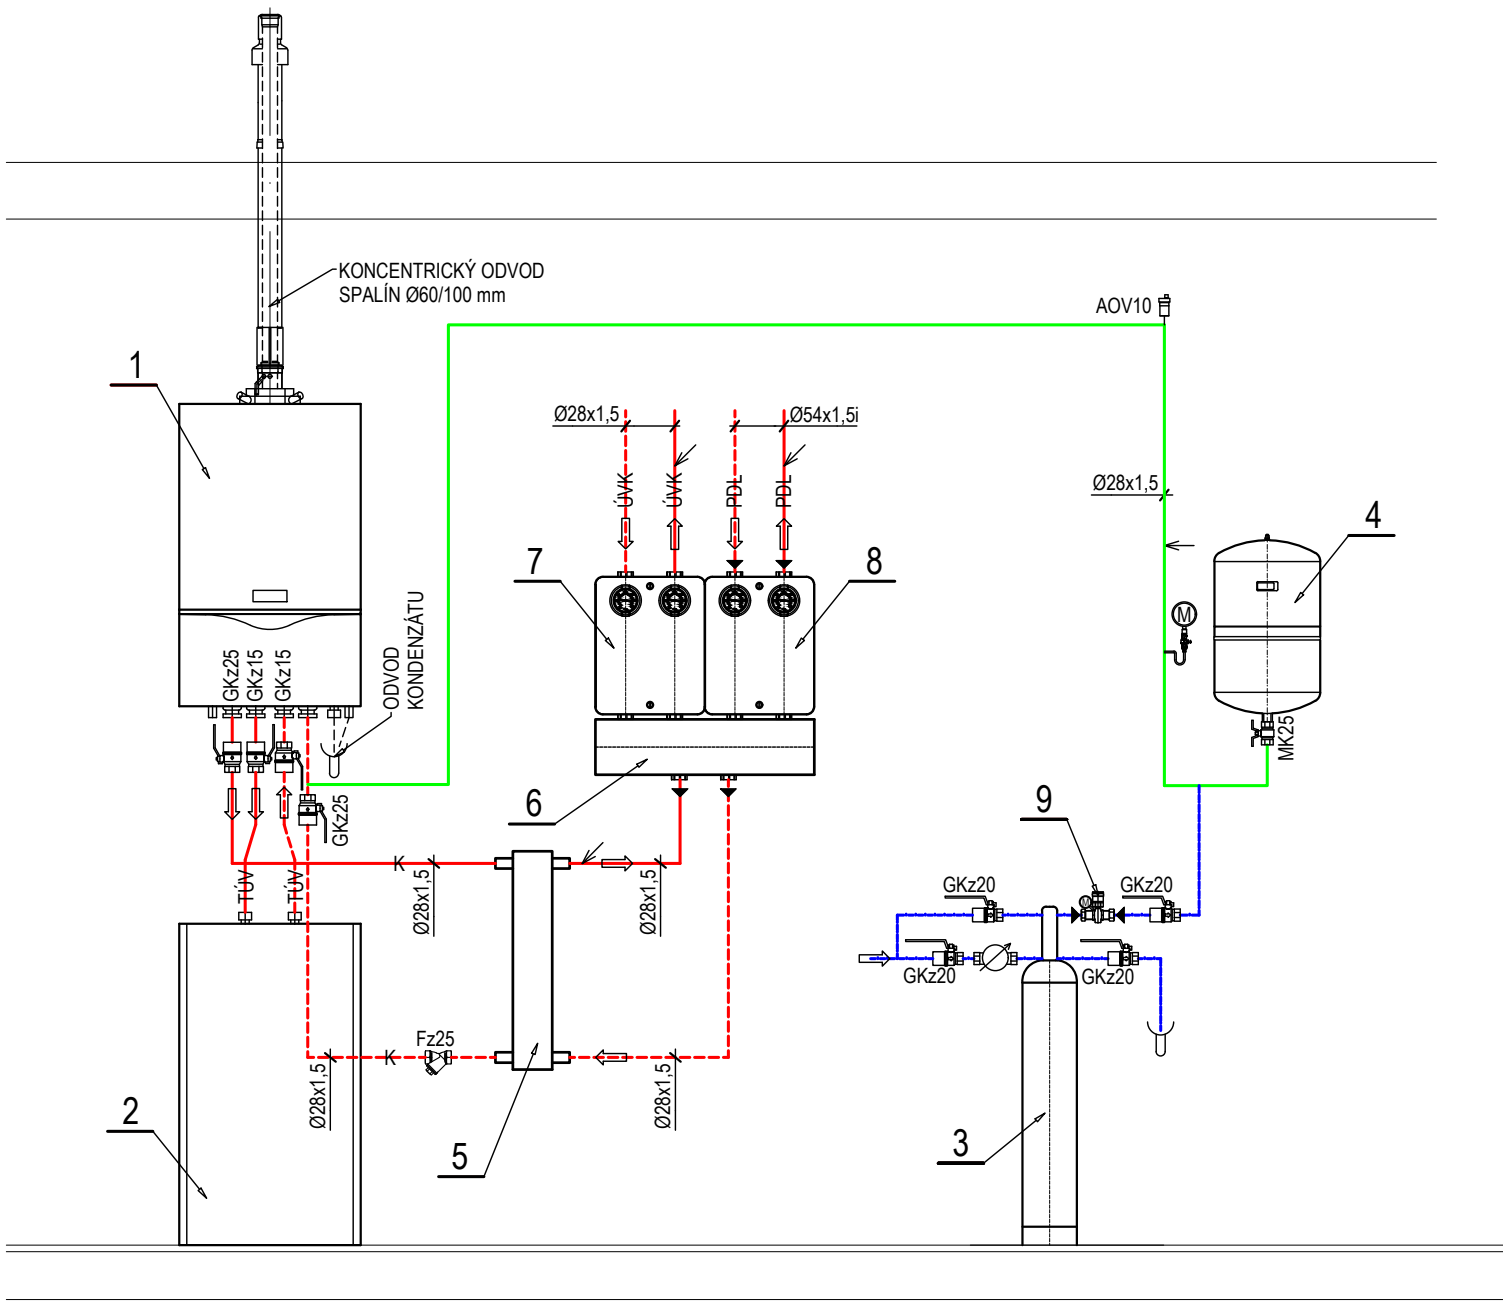 KONCENTRICKÝ ODVOD
SPALÍN Ø60/100 mm
AOV10
1
Ø28x1,5
Ø54x1,5i
ÚVK
ÚVK
PDL
PDL
Ø28x1,5
4
7
8
M
GKz25
GKz15
GKz15
ODVOD
KONDENZÁTU
MK25
6
9
GKz25
K
TÚV
TÚV
Ø28x1,5
Ø28x1,5
GKz20
M
GKz20
GKz20
GKz20
Fz25
K
Ø28x1,5
Ø28x1,5
2
5
3